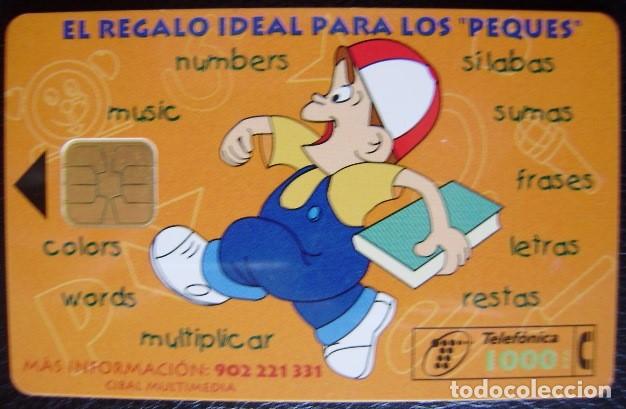 EL REGALO IDEAL PARA LOS "PEQUES"
numbers
sílabas
music
sumas
frases
colors
letras
words
restas
multiplicar
Telefónica
1000
MÁS INFORMACIÓN: 902 221 331
CIBAL MULTIMEDIA
todocoleccion